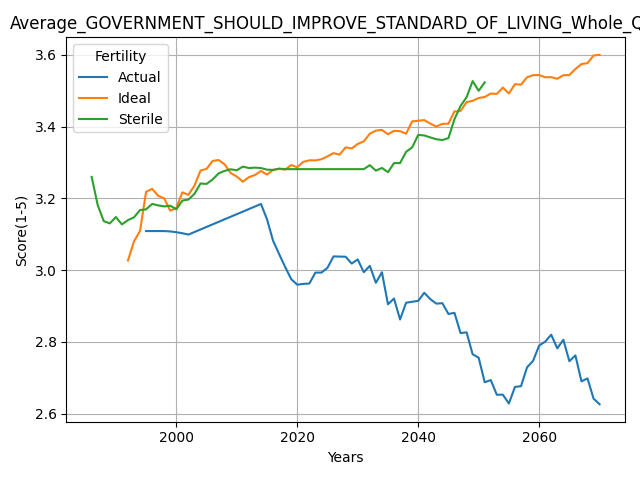 Average_GOVERNMENT_SHOULD_IMPROVE_STANDARD_OF_LIVING_Whole_Q
Fertility
Actual
Ideal
Sterile
Score(1-5)
3.6
3.4
3.2
3.0
2.8
2.6
2000 2020 2040 2060
Years